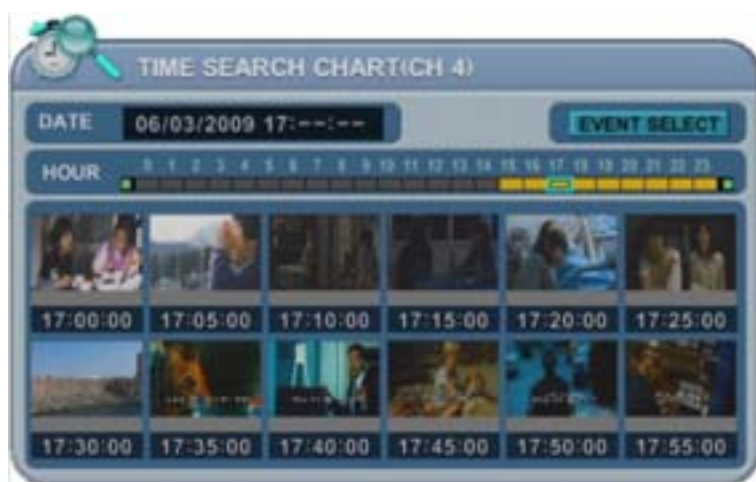 TIME SEARCH CHART(CH 4)
DATE 06/03/2009 17:--:-- EVENT SELECT
HOUR 0 1 2 3 4 5 6 7 8 9 10 11 12 13 14 15 16 17 18 19 20 21 22 23
17:00:00 17:05:00 17:10:00 17:15:00 17:20:00 17:25:00
17:30:00 17:35:00 17:40:00 17:45:00 17:50:00 17:55:00